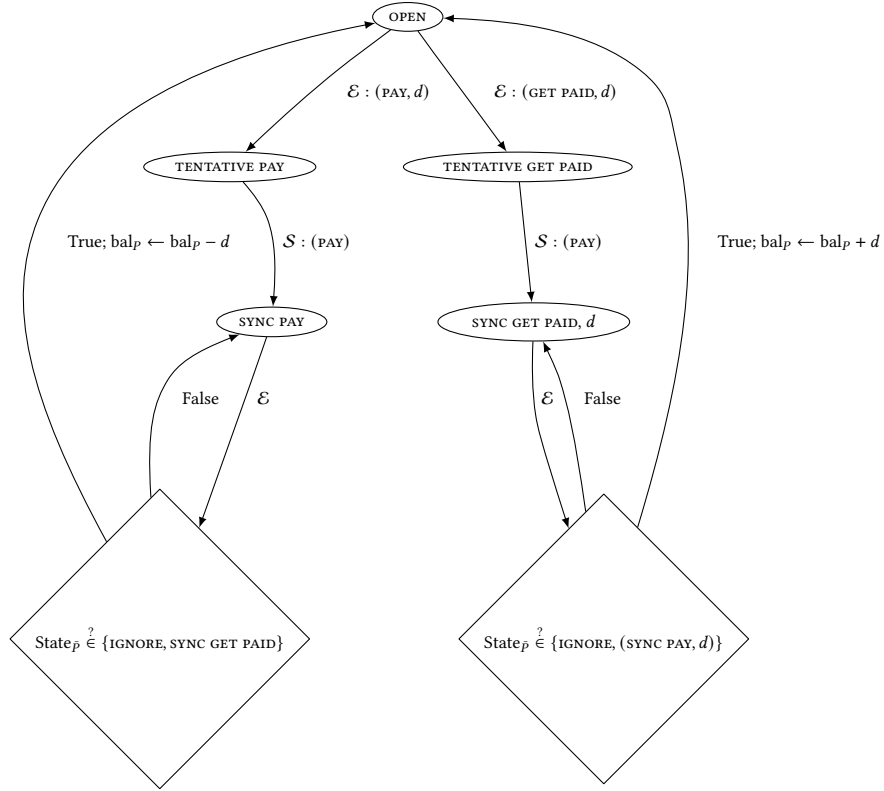 OPEN
ℰ : (PAY, d)
ℰ : (GET PAID, d)
TENTATIVE PAY
TENTATIVE GET PAID
True; bal_P ← bal_P − d
𝒮 : (PAY)
𝒮 : (PAY)
True; bal_P ← bal_P + d
SYNC PAY
SYNC GET PAID, d
False
ℰ
ℰ
False
State_P̄ ∈? {IGNORE, SYNC GET PAID}
State_P̄ ∈? {IGNORE, (SYNC PAY, d)}